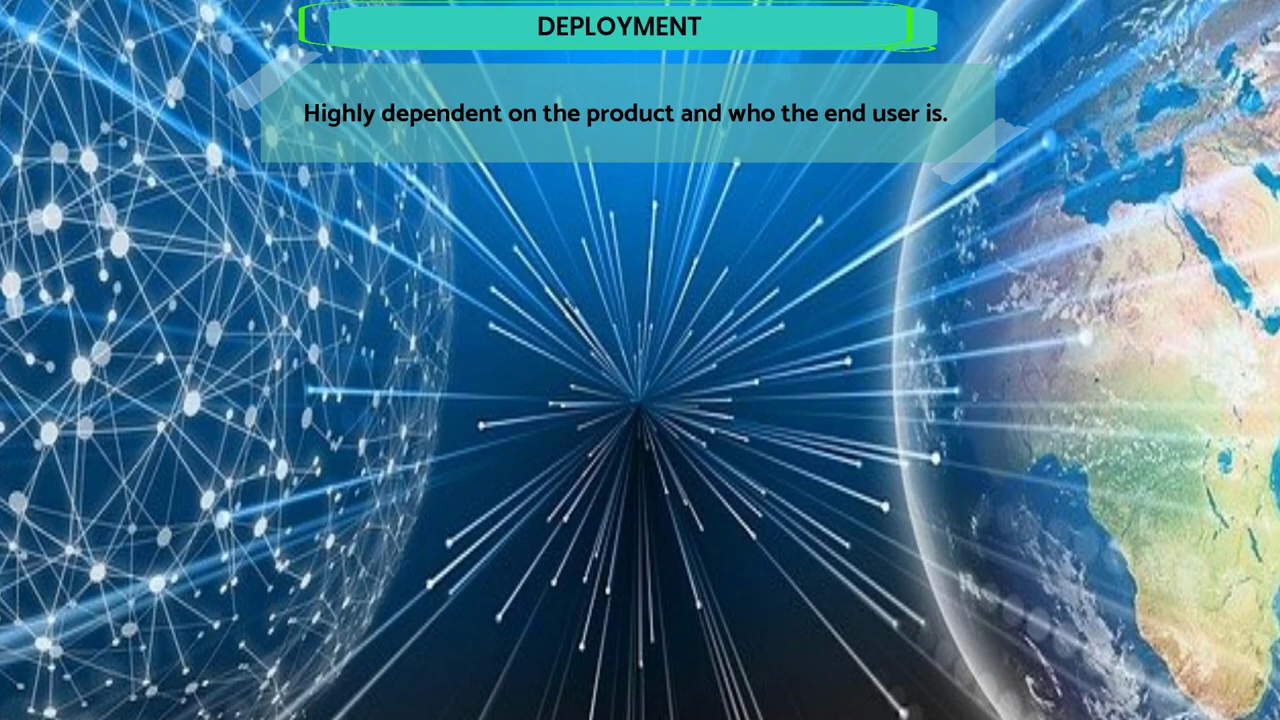 DEPLOYMENT
Highly dependent on the product and who the end user is.